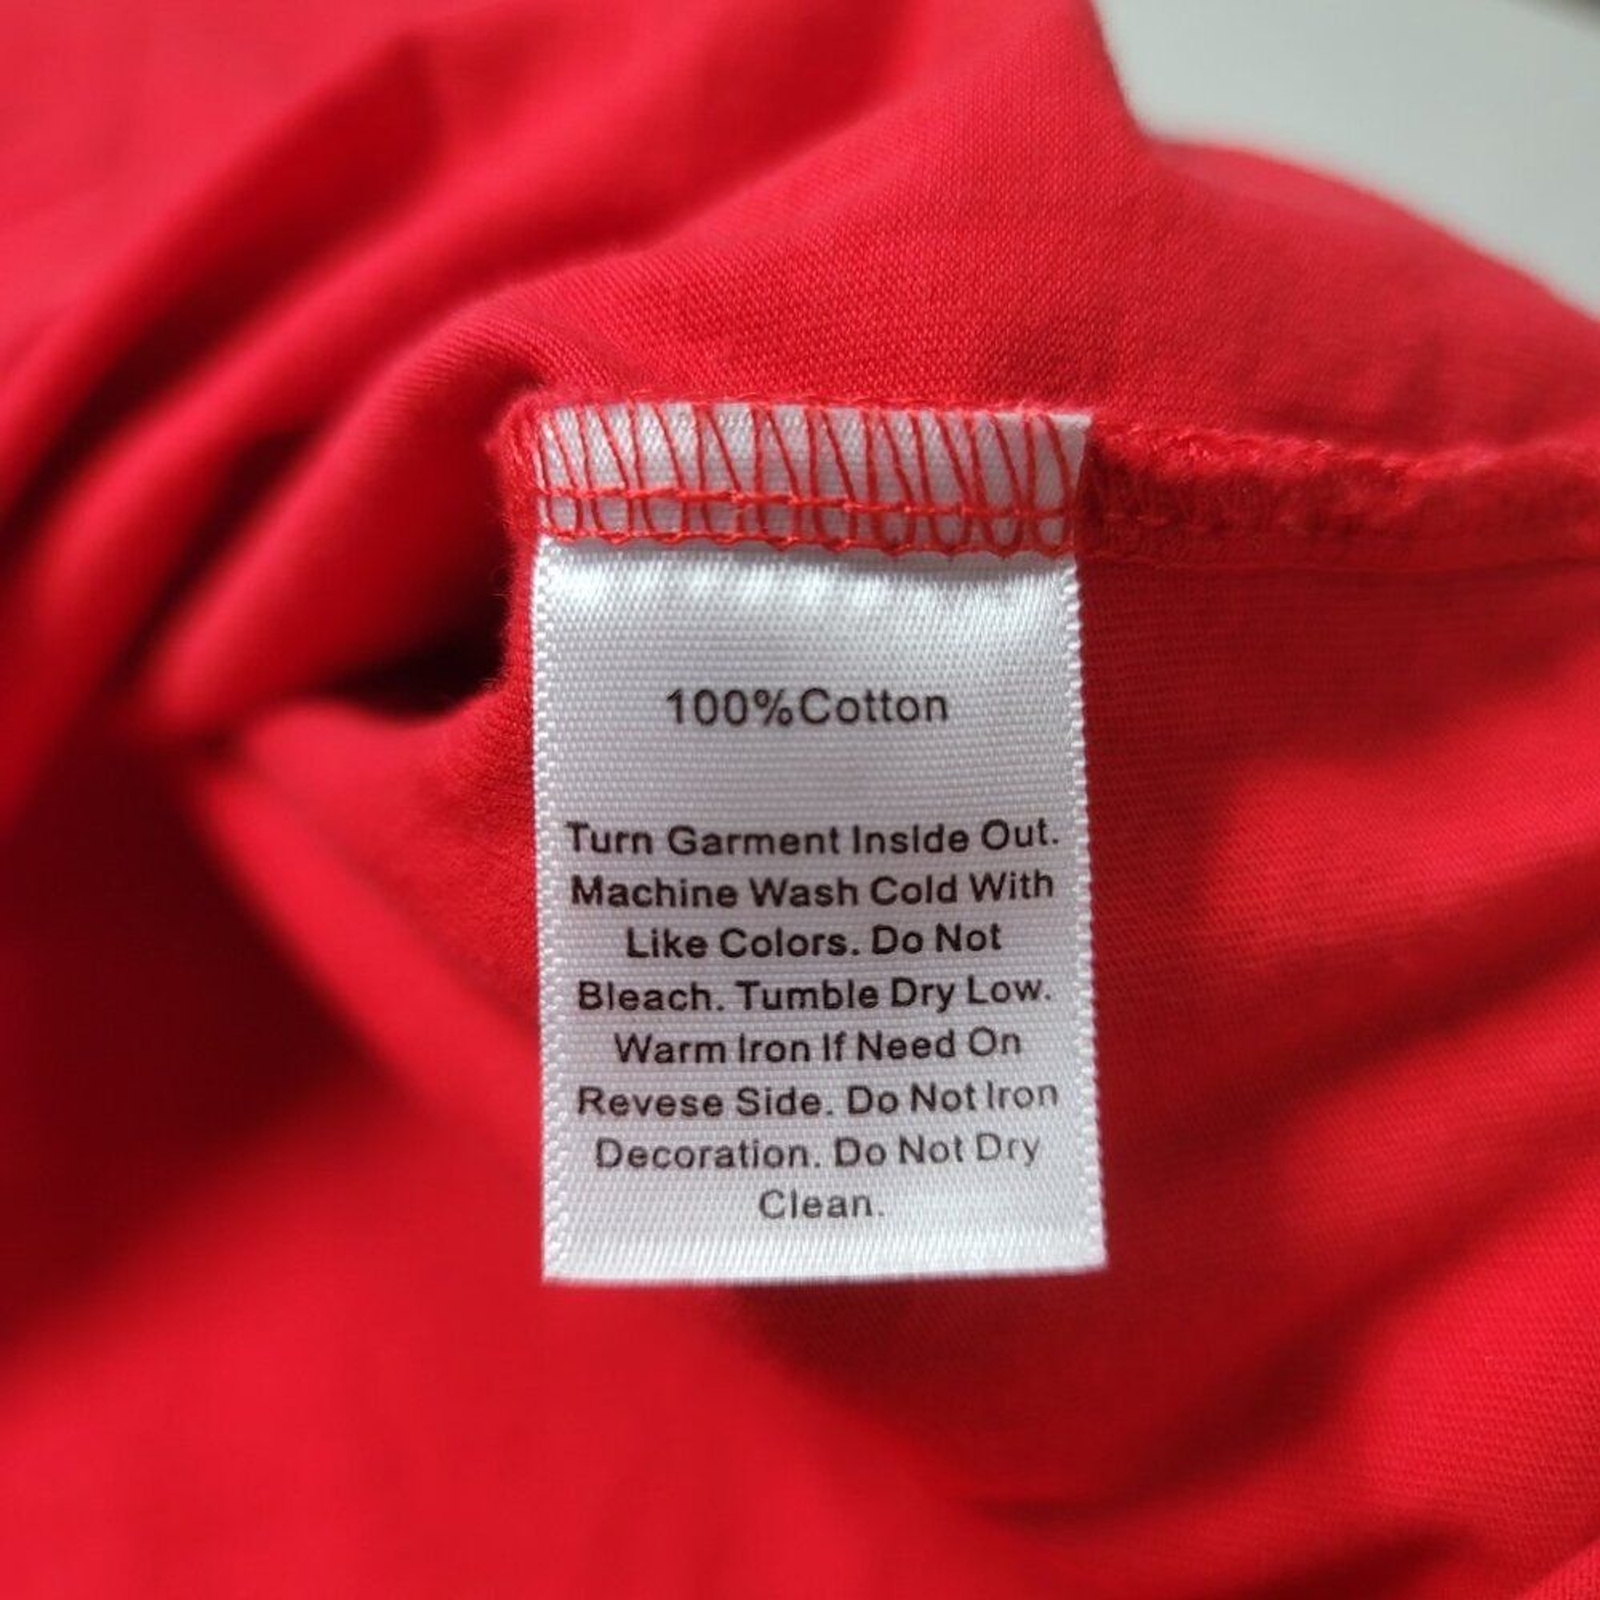 100%Cotton
Turn Garment Inside Out.
Machine Wash Cold With
Like Colors. Do Not
Bleach. Tumble Dry Low.
Warm Iron If Need On
Revese Side. Do Not Iron
Decoration. Do Not Dry
Clean.